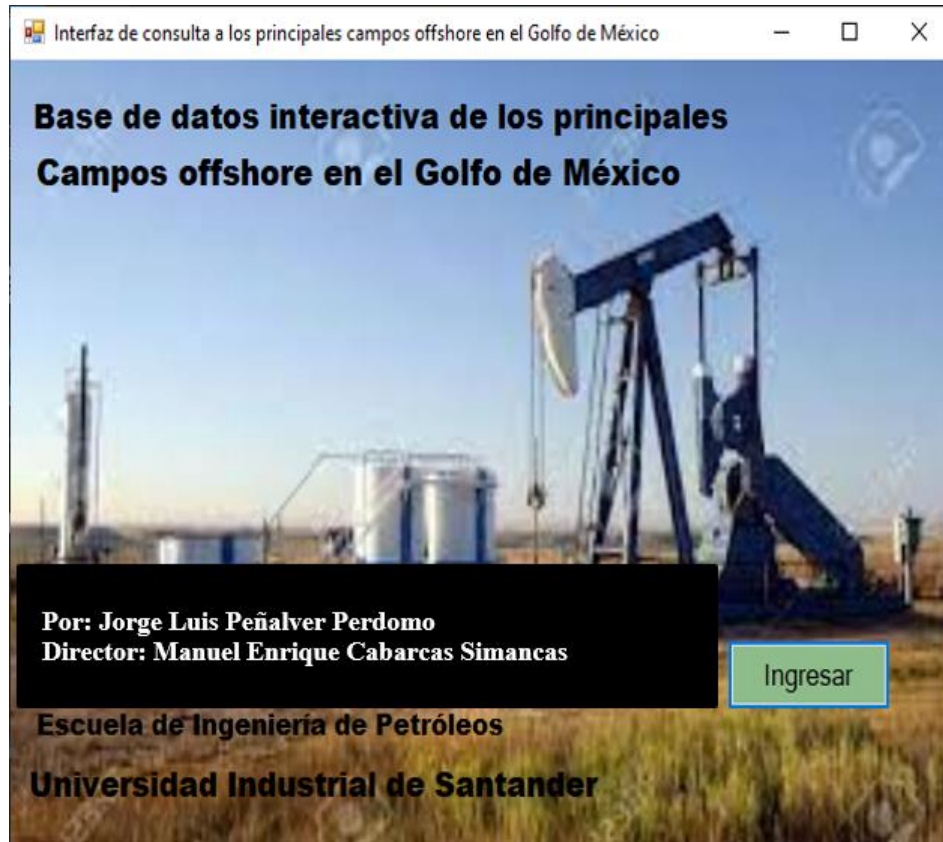 Interfaz de consulta a los principales campos offshore en el Golfo de México
Base de datos interactiva de los principales
Campos offshore en el Golfo de México
Por: Jorge Luis Peñalver Perdomo
Director: Manuel Enrique Cabarcas Simancas
Ingresar
Escuela de Ingeniería de Petróleos
Universidad Industrial de Santander